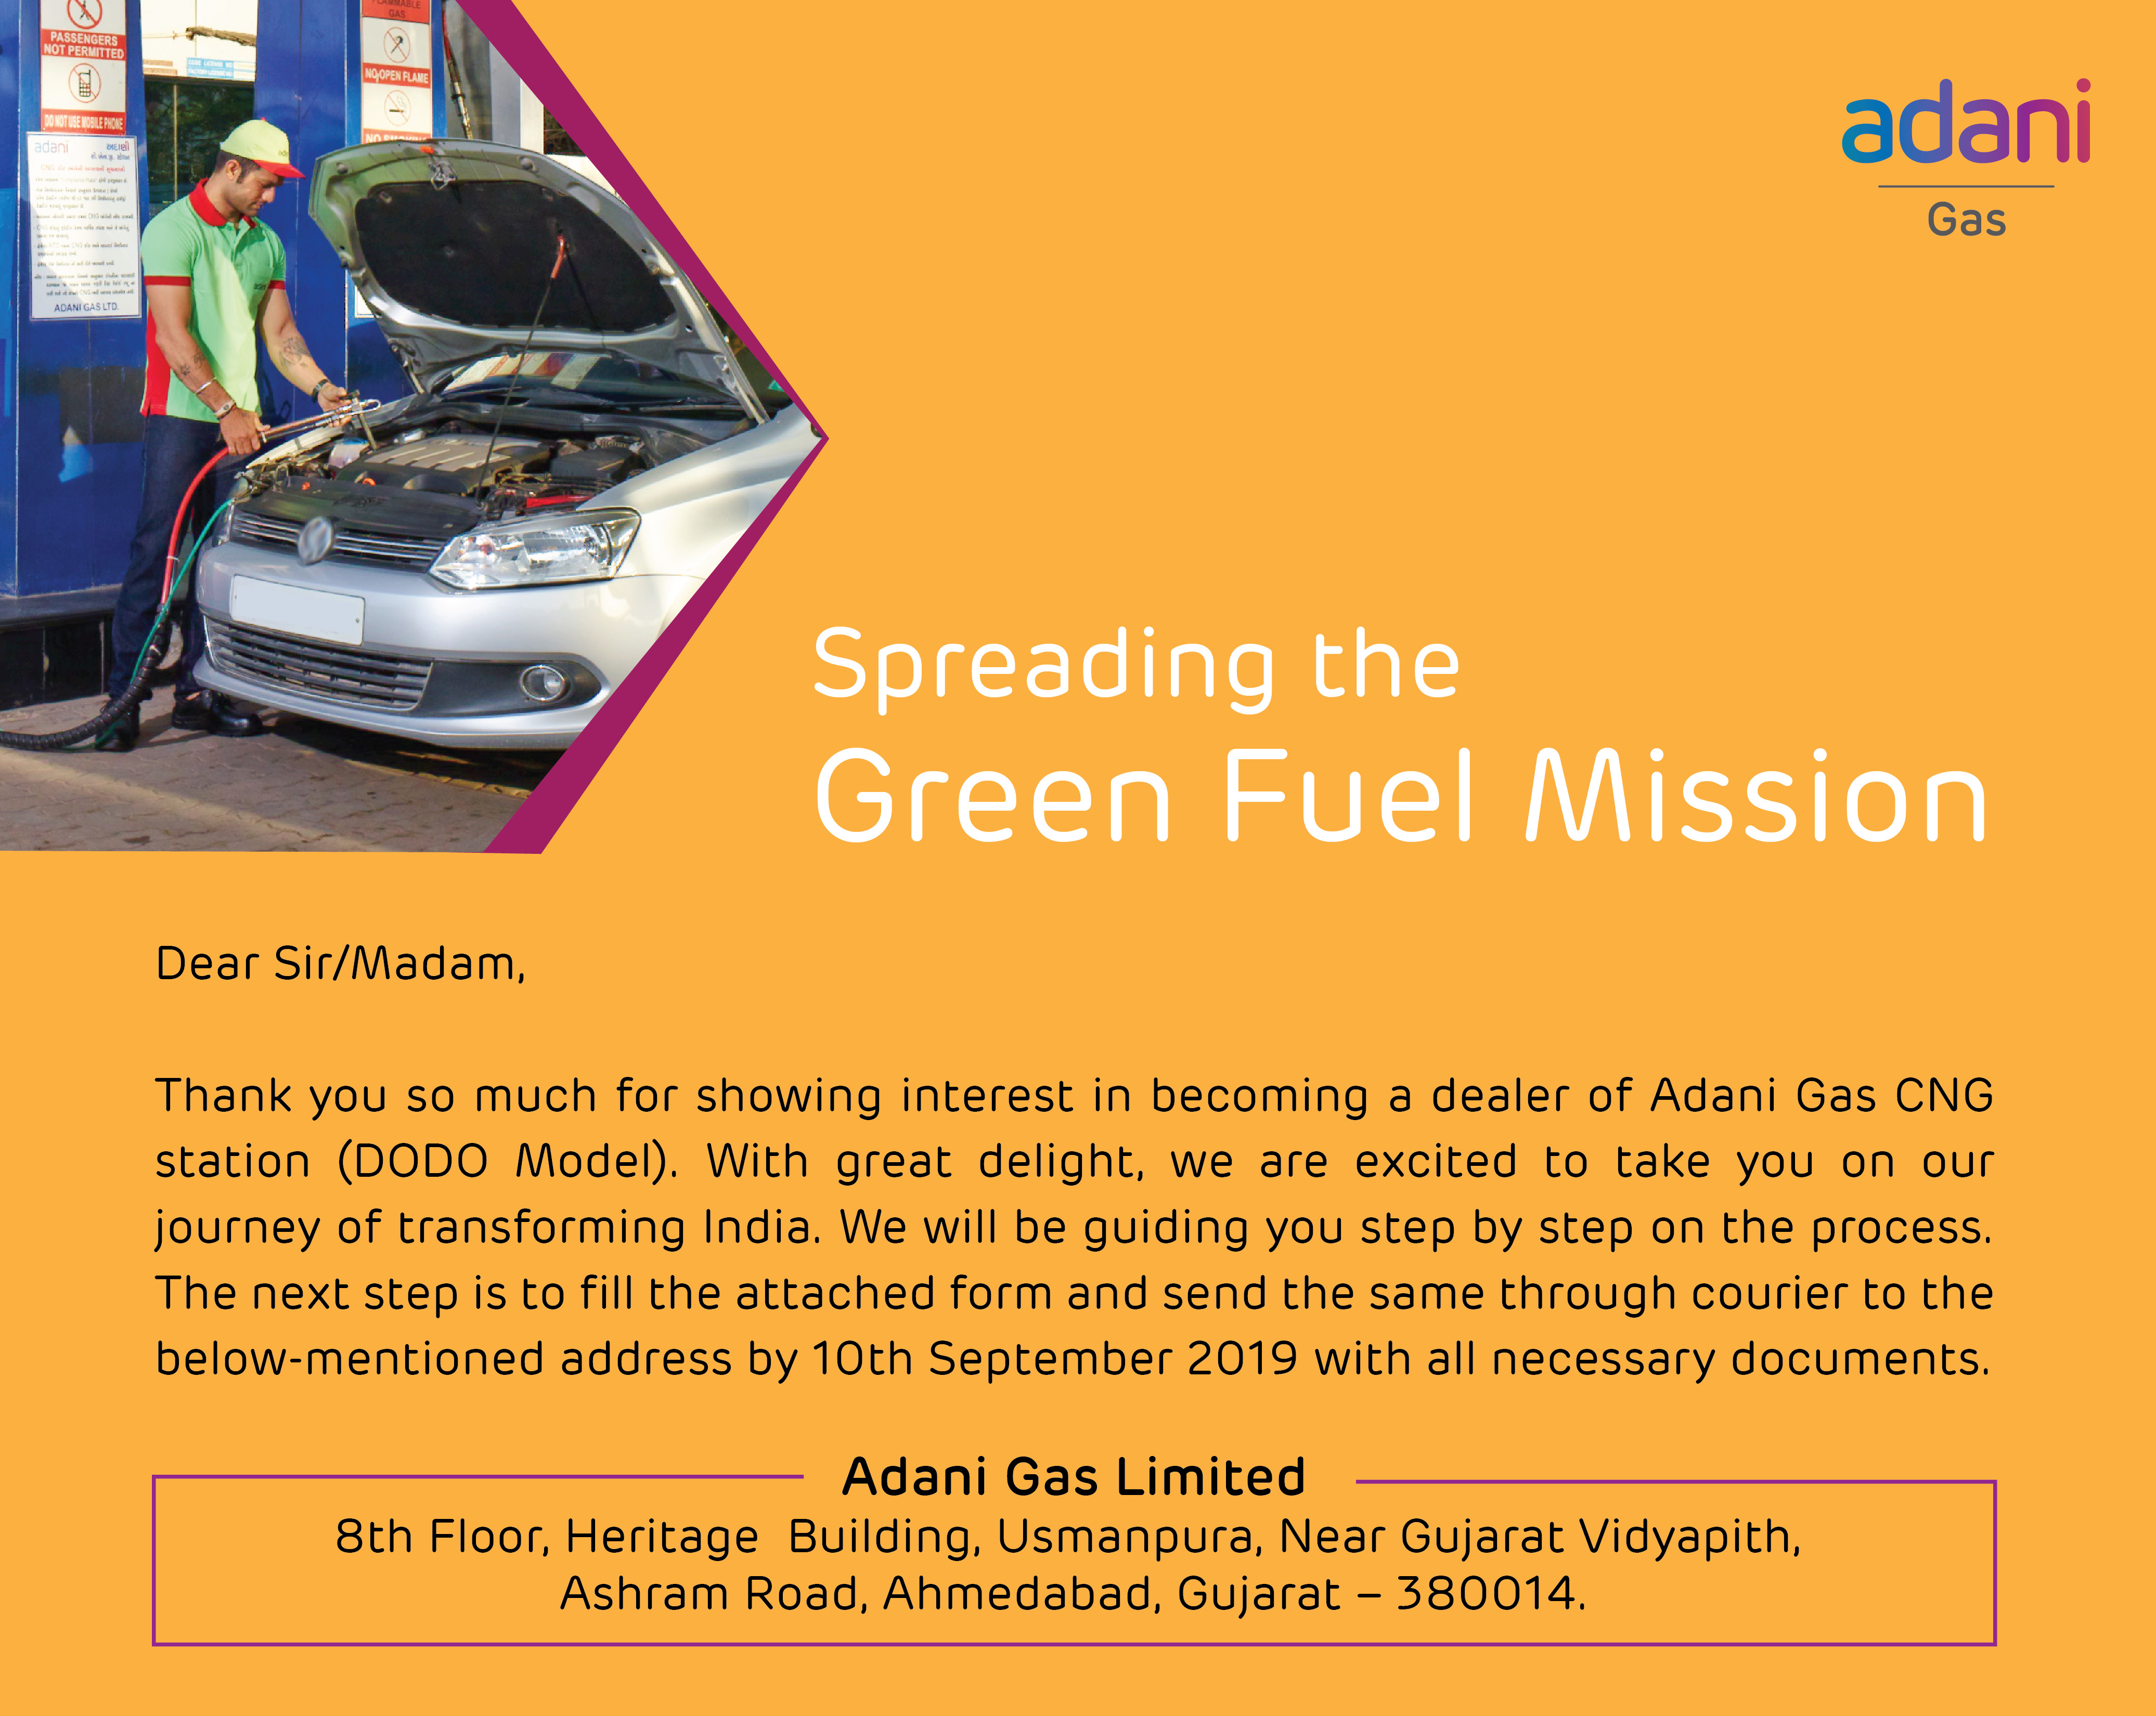 FLAMMABLE
GAS
PASSENGERS
NOT PERMITTED
NO OPEN FLAME
DO NOT USE MOBILE PHONE
adani અદાણી
ADANI GAS LTD.
adani
Gas
Spreading the
Green Fuel Mission
Dear Sir/Madam,
Thank you so much for showing interest in becoming a dealer of Adani Gas CNG
station (DODO Model). With great delight, we are excited to take you on our
journey of transforming India. We will be guiding you step by step on the process.
The next step is to fill the attached form and send the same through courier to the
below-mentioned address by 10th September 2019 with all necessary documents.
Adani Gas Limited
8th Floor, Heritage  Building, Usmanpura, Near Gujarat Vidyapith,
Ashram Road, Ahmedabad, Gujarat – 380014.